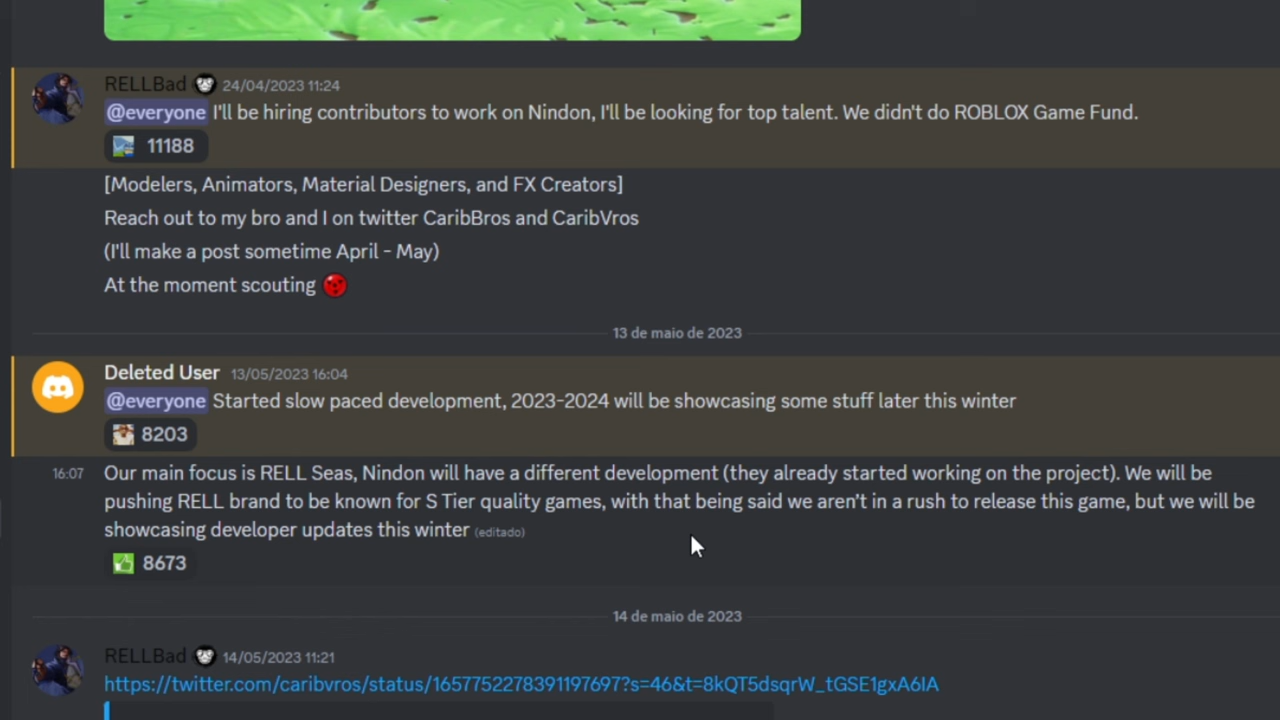 RELLBad 24/04/2023 11:24
@everyone I'll be hiring contributors to work on Nindon, I'll be looking for top talent. We didn't do ROBLOX Game Fund.
11188
[Modelers, Animators, Material Designers, and FX Creators]
Reach out to my bro and I on twitter CaribBros and CaribVros
(I'll make a post sometime April - May)
At the moment scouting
13 de maio de 2023
Deleted User 13/05/2023 16:04
@everyone Started slow paced development, 2023-2024 will be showcasing some stuff later this winter
8203
16:07 Our main focus is RELL Seas, Nindon will have a different development (they already started working on the project). We will be
pushing RELL brand to be known for S Tier quality games, with that being said we aren't in a rush to release this game, but we will be
showcasing developer updates this winter (editado)
8673
14 de maio de 2023
RELLBad 14/05/2023 11:21
https://twitter.com/caribvros/status/1657752278391197697?s=46&t=8kQT5dsqrW_tGSE1gxA6IA